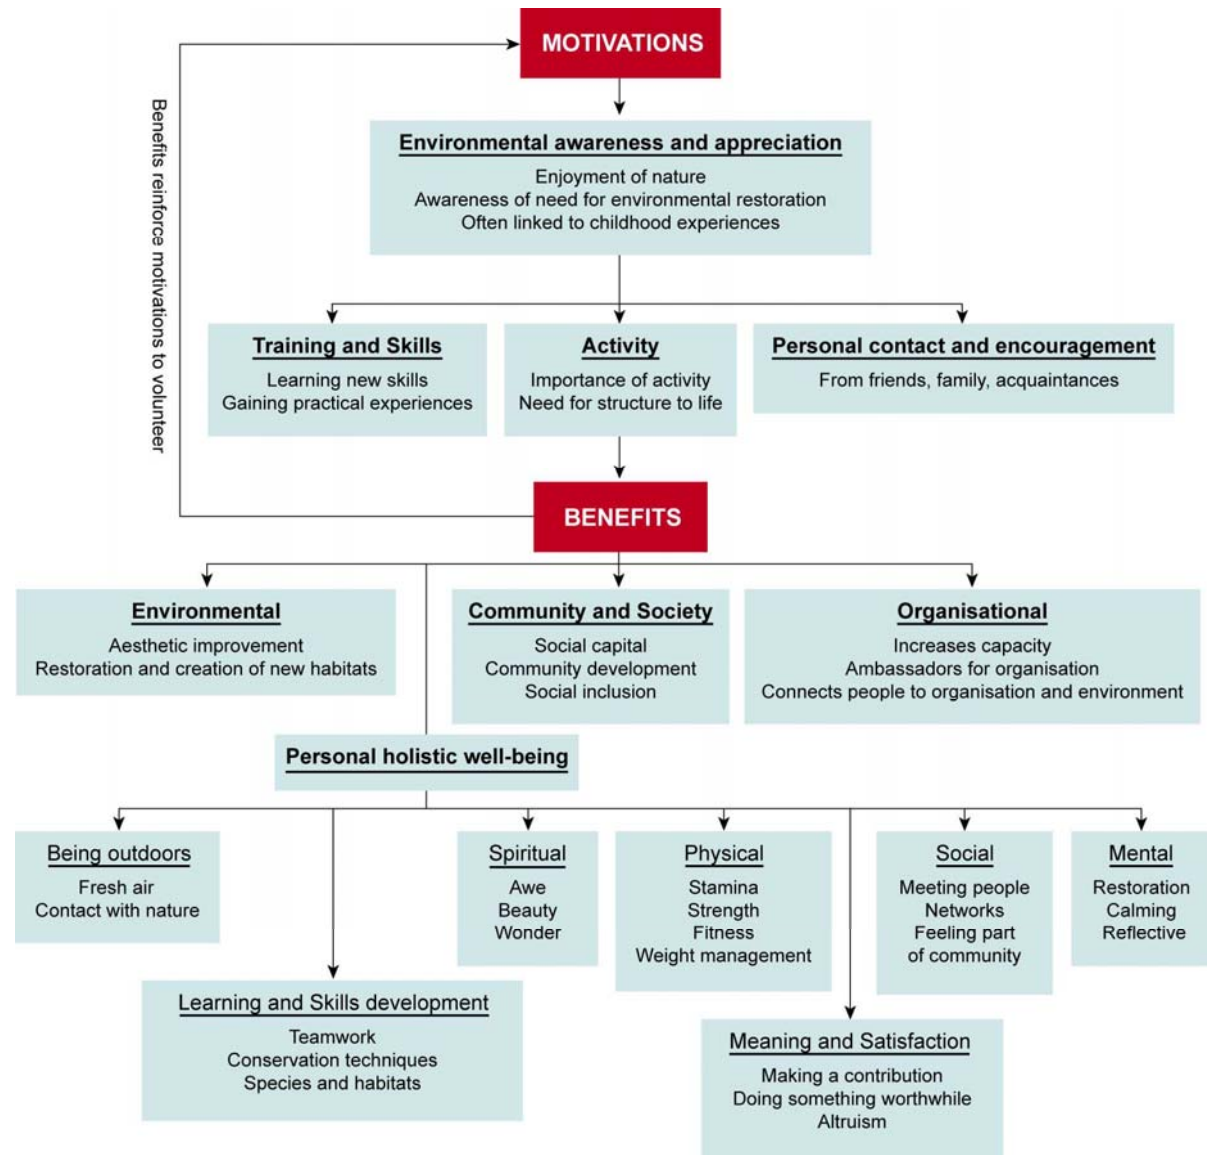 MOTIVATIONS
Benefits reinforce motivations to volunteer
Environmental awareness and appreciation
Enjoyment of nature
Awareness of need for environmental restoration
Often linked to childhood experiences
Training and Skills
Learning new skills
Gaining practical experiences
Activity
Importance of activity
Need for structure to life
Personal contact and encouragement
From friends, family, acquaintances
BENEFITS
Environmental
Aesthetic improvement
Restoration and creation of new habitats
Community and Society
Social capital
Community development
Social inclusion
Organisational
Increases capacity
Ambassadors for organisation
Connects people to organisation and environment
Personal holistic well-being
Being outdoors
Fresh air
Contact with nature
Spiritual
Awe
Beauty
Wonder
Physical
Stamina
Strength
Fitness
Weight management
Social
Meeting people
Networks
Feeling part
of community
Mental
Restoration
Calming
Reflective
Learning and Skills development
Teamwork
Conservation techniques
Species and habitats
Meaning and Satisfaction
Making a contribution
Doing something worthwhile
Altruism